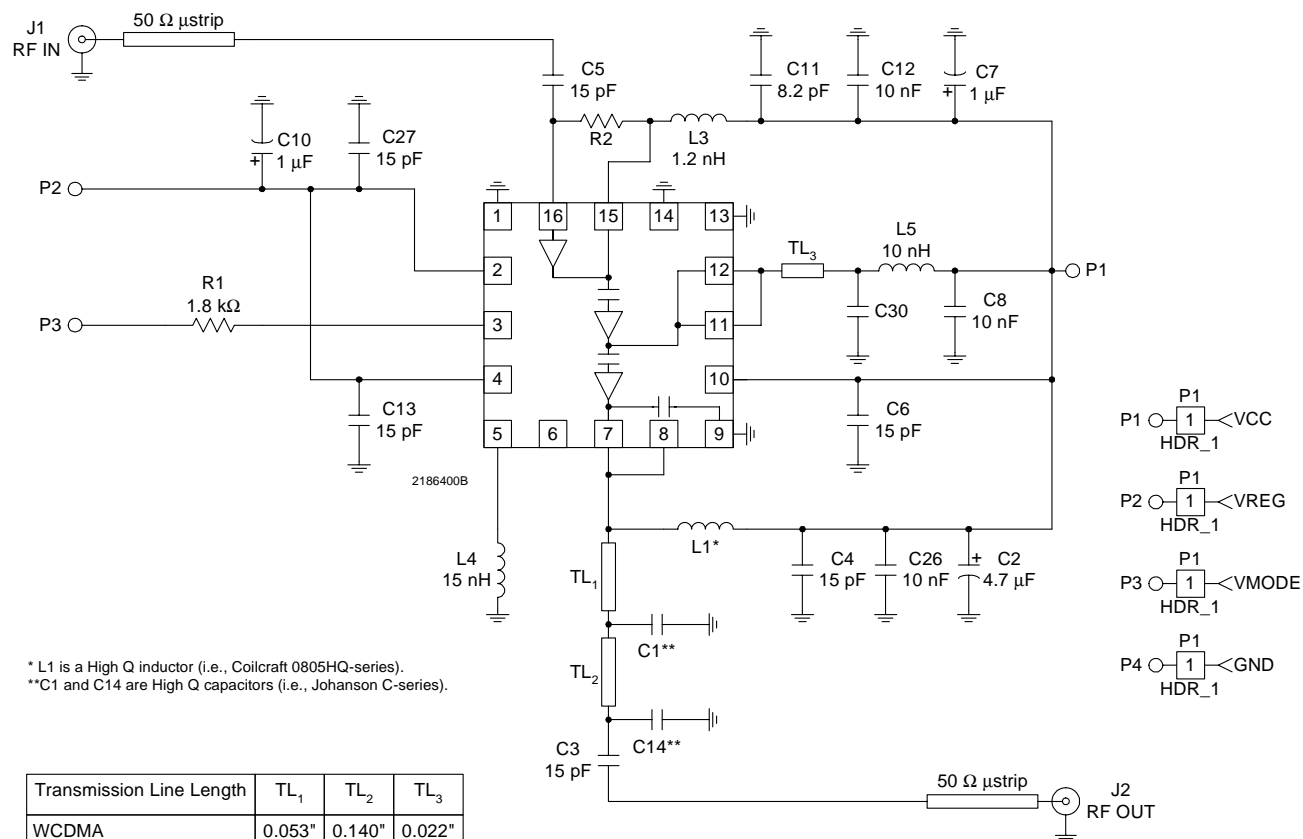 J1
RF IN
50 Ω µstrip
C5
15 pF
C11
8.2 pF
C12
10 nF
C7
+
1 µF
R2
L3
1.2 nH
C10
+
1 µF
C27
15 pF
P2
1
16
15
14
13
2
12
TL3
L5
10 nH
P1
R1
1.8 kΩ
P3
3
11
C30
C8
10 nF
4
10
C13
15 pF
C6
15 pF
5
6
7
8
9
2186400B
L4
15 nH
L1*
TL1
C4
15 pF
C26
10 nF
+
C2
4.7 µF
C1**
TL2
C14**
C3
15 pF
P1
P1 1 VCC
HDR_1
P1
P2 1 VREG
HDR_1
P1
P3 1 VMODE
HDR_1
P1
P4 1 GND
HDR_1
* L1 is a High Q inductor (i.e., Coilcraft 0805HQ-series).
**C1 and C14 are High Q capacitors (i.e., Johanson C-series).
50 Ω µstrip
J2
RF OUT
Transmission Line Length TL1 TL2 TL3
WCDMA 0.053" 0.140" 0.022"